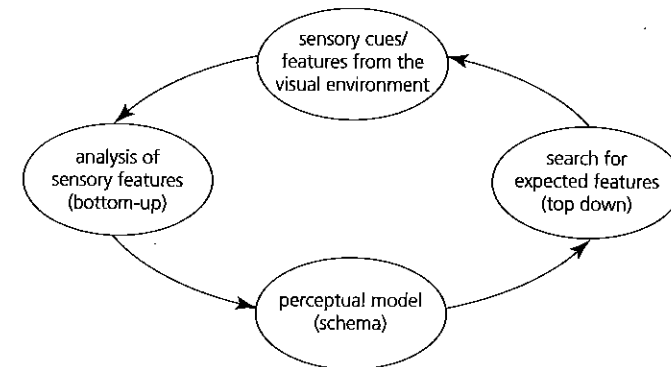 sensory cues/
features from the
visual environment
analysis of
sensory features
(bottom-up)
search for
expected features
(top down)
perceptual model
(schema)